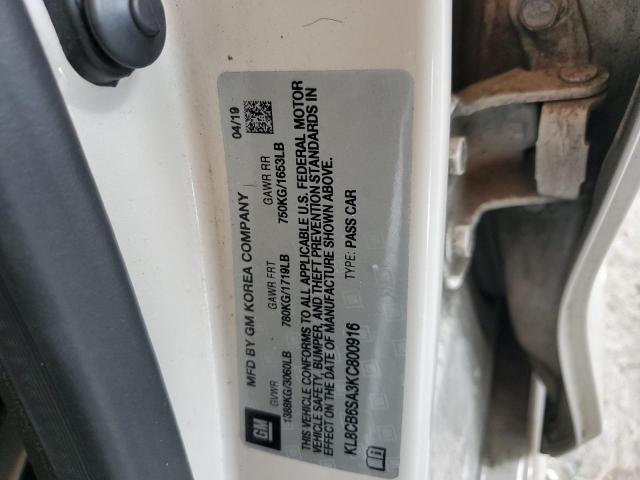 GM
MFD BY GM KOREA COMPANY
04/19
GVWR
GAWR FRT
GAWR RR
1388KG/3060LB
780KG/1719LB
750KG/1653LB
THIS VEHICLE CONFORMS TO ALL APPLICABLE U.S. FEDERAL MOTOR
VEHICLE SAFETY, BUMPER, AND THEFT PREVENTION STANDARDS IN
EFFECT ON THE DATE OF MANUFACTURE SHOWN ABOVE.
KL8CB6SA3KC800916
TYPE: PASS CAR